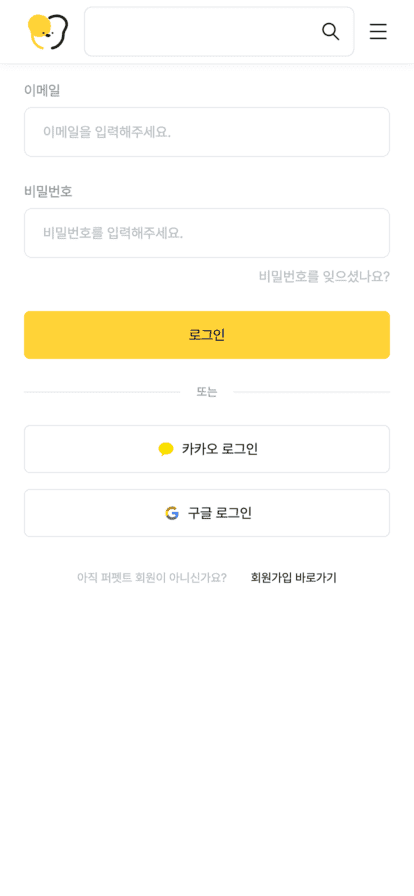 이메일
이메일을 입력해주세요.
비밀번호
비밀번호를 입력해주세요.
비밀번호를 잊으셨나요?
로그인
또는
카카오 로그인
구글 로그인
아직 퍼펫트 회원이 아니신가요? 회원가입 바로가기